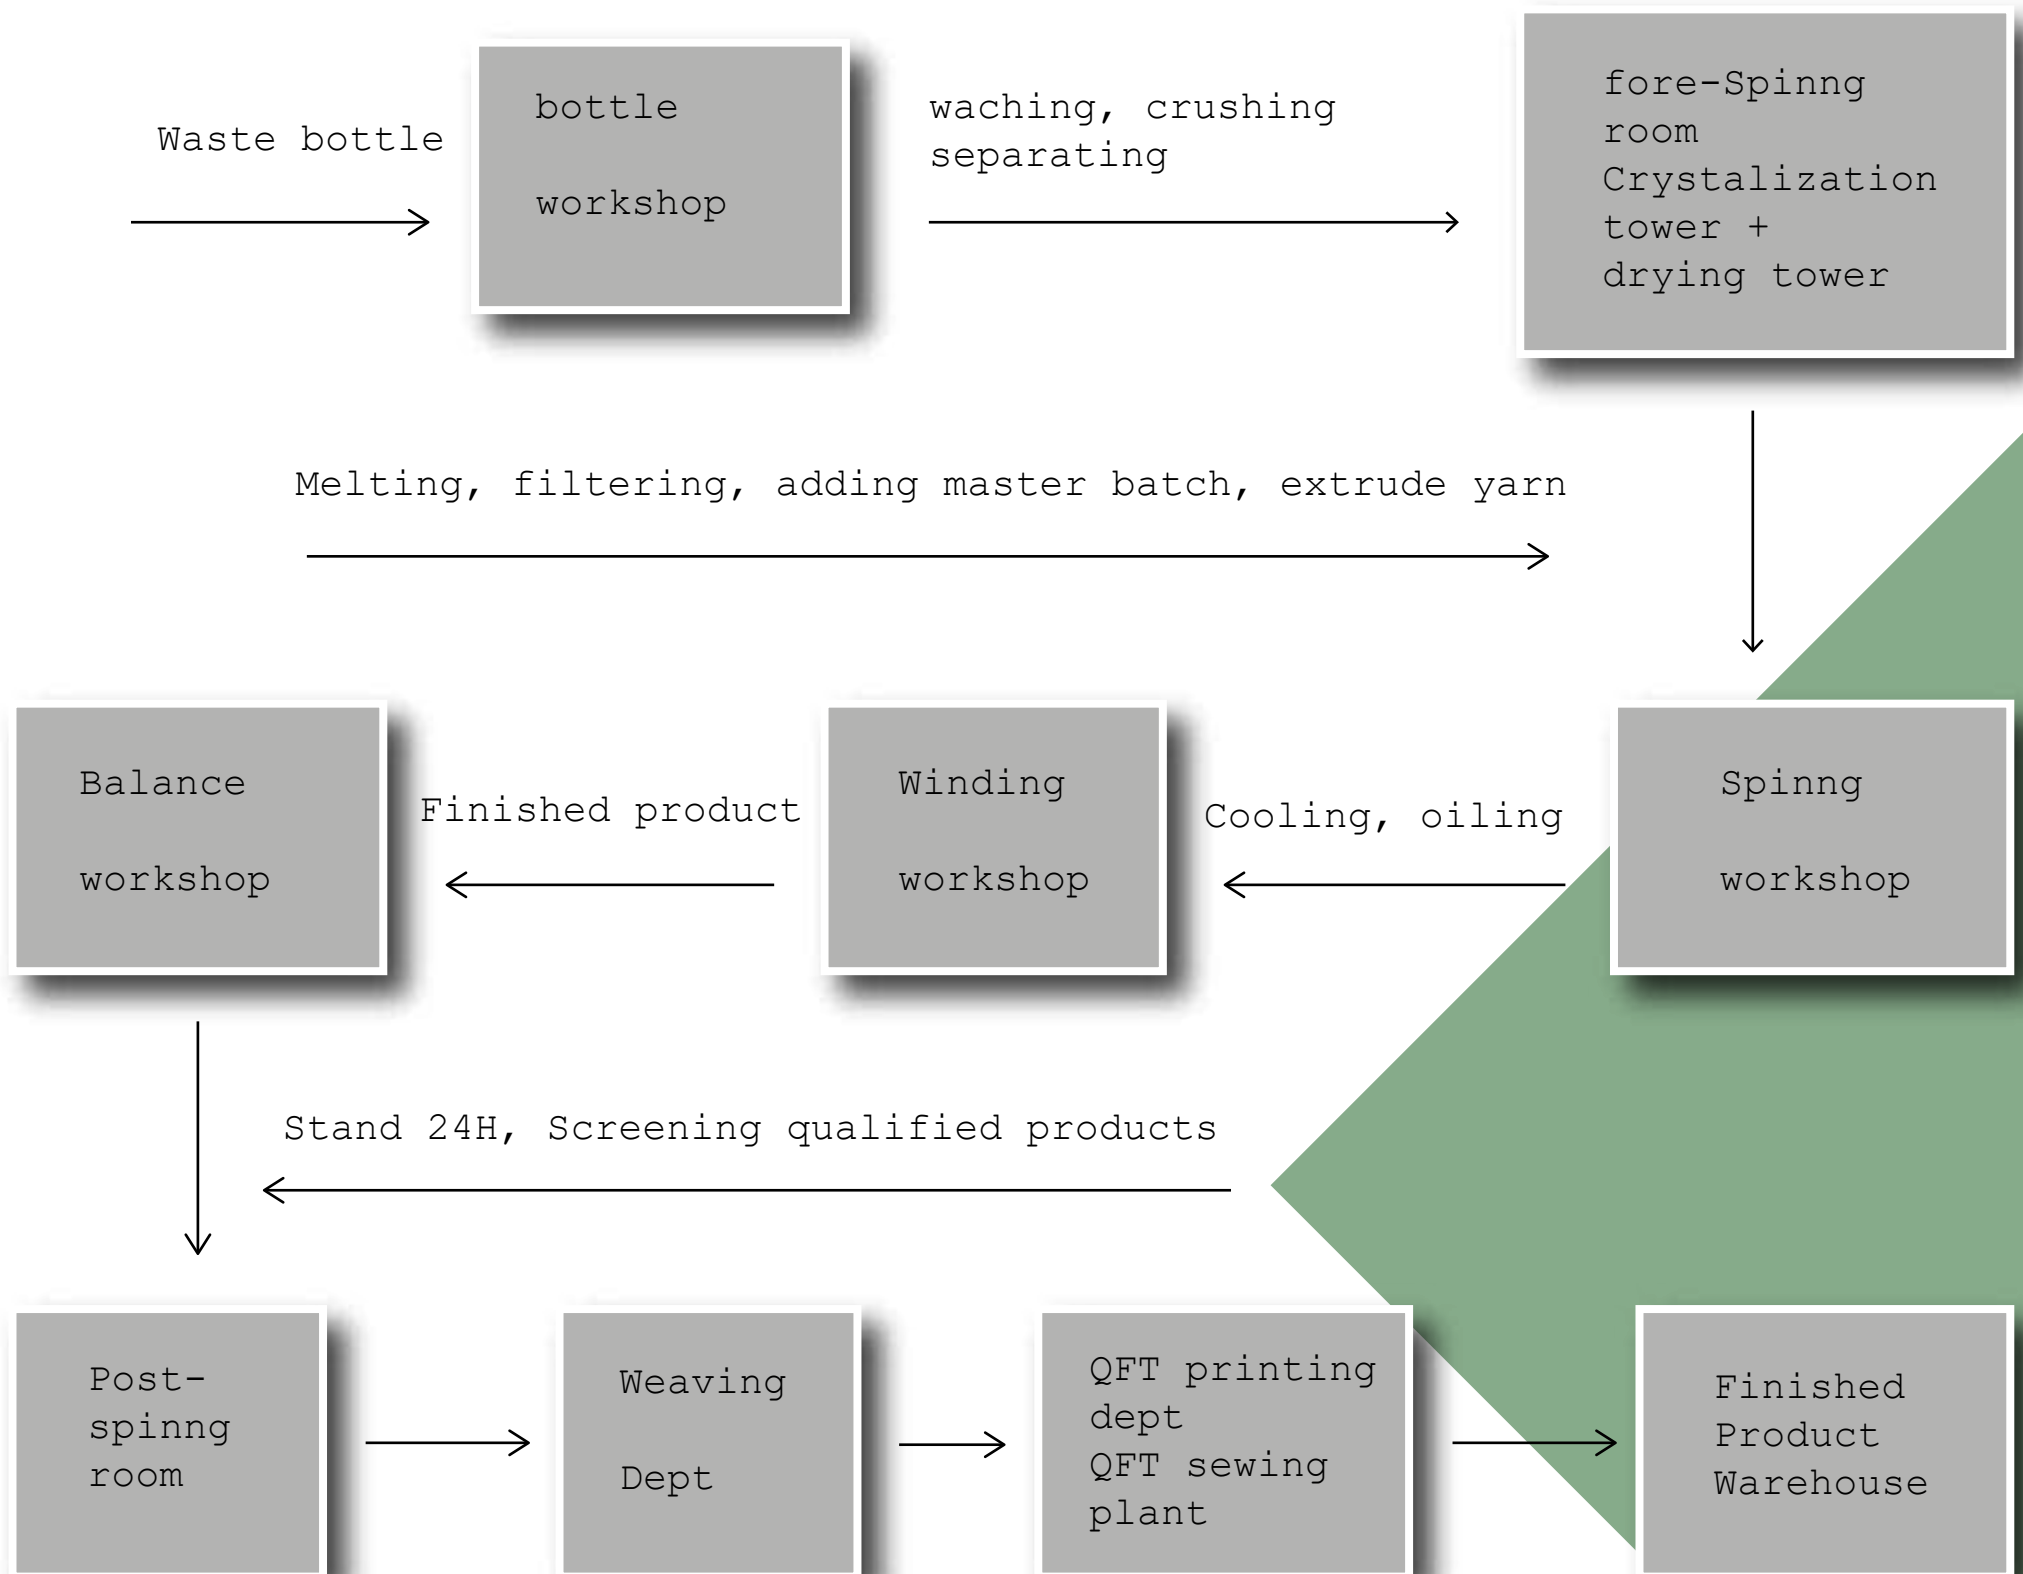 Waste bottle
bottle
workshop
waching, crushing
separating
fore-Spinng
room
Crystalization
tower +
drying tower
Melting, filtering, adding master batch, extrude yarn
Balance
workshop
Finished product
Winding
workshop
Cooling, oiling
Spinng
workshop
Stand 24H, Screening qualified products
Post-
spinng
room
Weaving
Dept
QFT printing
dept
QFT sewing
plant
Finished
Product
Warehouse